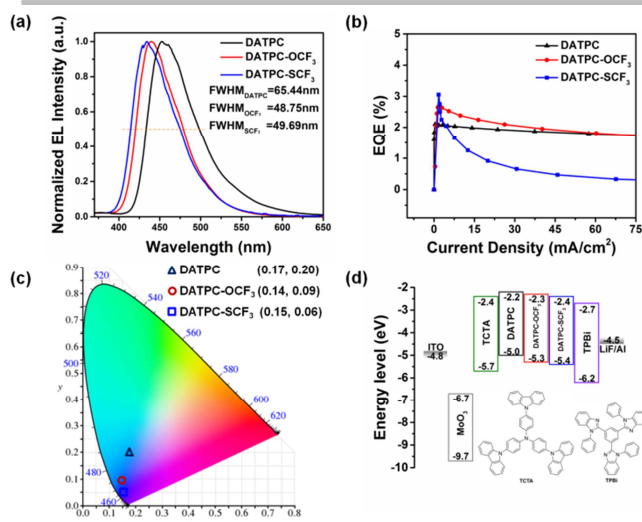 (a)
DATPC
DATPC-OCF₃
DATPC-SCF₃
FWHM_DATPC =65.44nm
FWHM_OCF₃ =48.75nm
FWHM_SCF₃ =49.69nm
Normalized EL Intensity (a.u.)
1.0
0.8
0.6
0.4
0.2
0.0
400 450 500 550 600 650
Wavelength (nm)
(b)
DATPC
DATPC-OCF₃
DATPC-SCF₃
EQE (%)
5
4
3
2
1
0
0 15 30 45 60 75
Current Density (mA/cm²)
(c)
DATPC (0.17, 0.20)
DATPC-OCF₃ (0.14, 0.09)
DATPC-SCF₃ (0.15, 0.06)
y
0.9
0.8
0.7
0.6
0.5
0.4
0.3
0.2
0.1
0.0
520
540
560
500
580
600
620
480
460
0.0 0.1 0.2 0.3 0.4 0.5 0.6 0.7 0.8
(d)
Energy level (eV)
-2
-3
-4
-5
-6
-7
-8
-9
-10
ITO
-4.8
-6.7
MoO₃
-9.7
-2.4
TCTA
-5.7
-2.2
DATPC
-5.0
-2.3
DATPC-OCF₃
-5.3
-2.4
DATPC-SCF₃
-5.4
-2.7
TPBi
-6.2
-4.5
LiF/Al
TCTA
TPBi